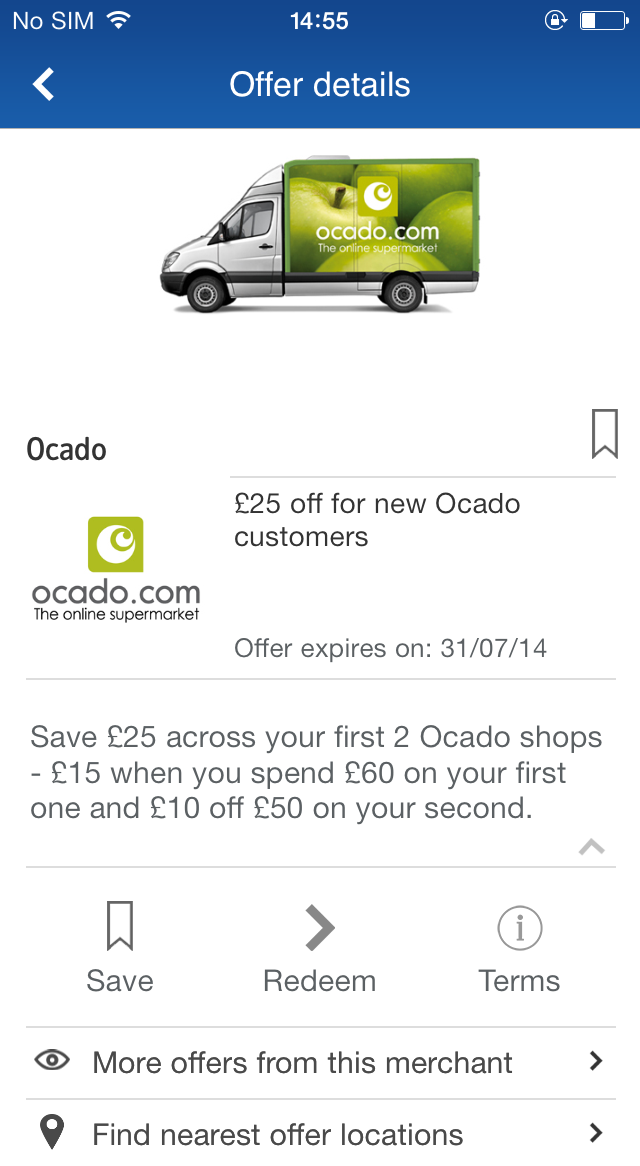 No SIM 14:55
Offer details
ocado.com
The online supermarket
Ocado
£25 off for new Ocado
customers
ocado.com
The online supermarket
Offer expires on: 31/07/14
Save £25 across your first 2 Ocado shops
- £15 when you spend £60 on your first
one and £10 off £50 on your second.
Save Redeem Terms
More offers from this merchant
Find nearest offer locations